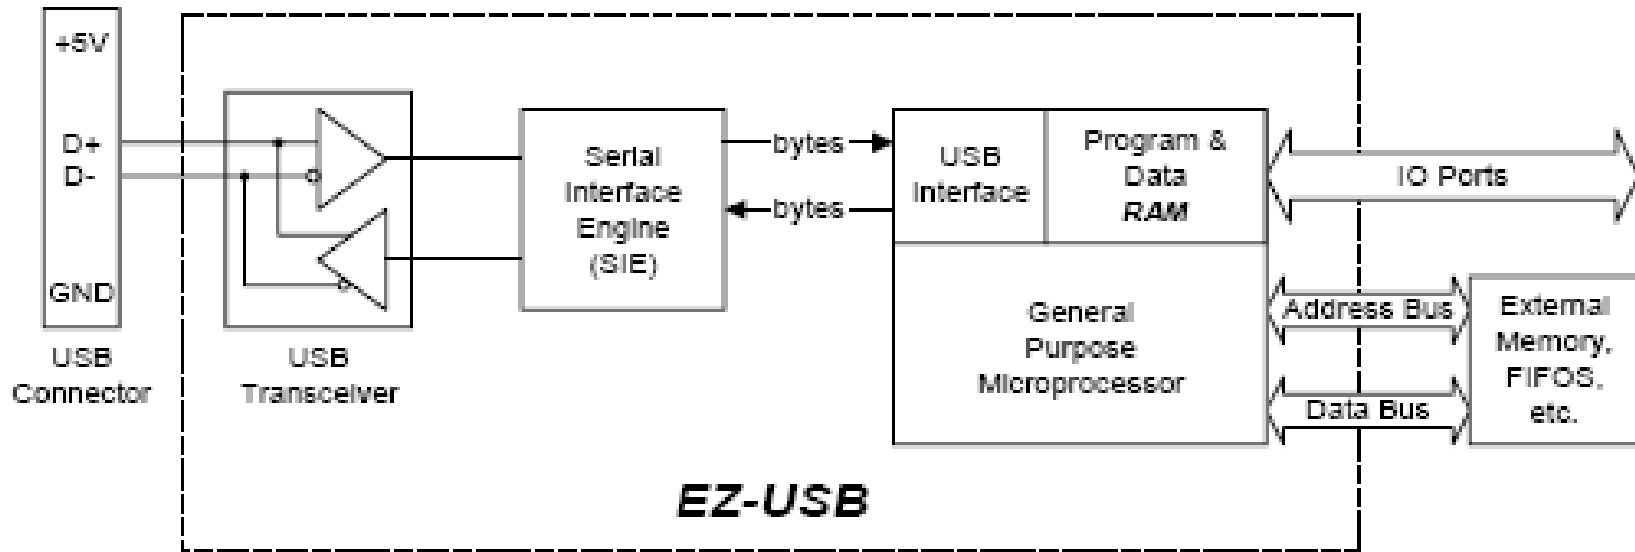 +5V
D+
D-
GND
USB
Connector
USB
Transceiver
Serial
Interface
Engine
(SIE)
bytes
bytes
USB
Interface
Program &
Data
RAM
General
Purpose
Microprocessor
IO Ports
Address Bus
Data Bus
External
Memory,
FIFOS,
etc.
EZ-USB